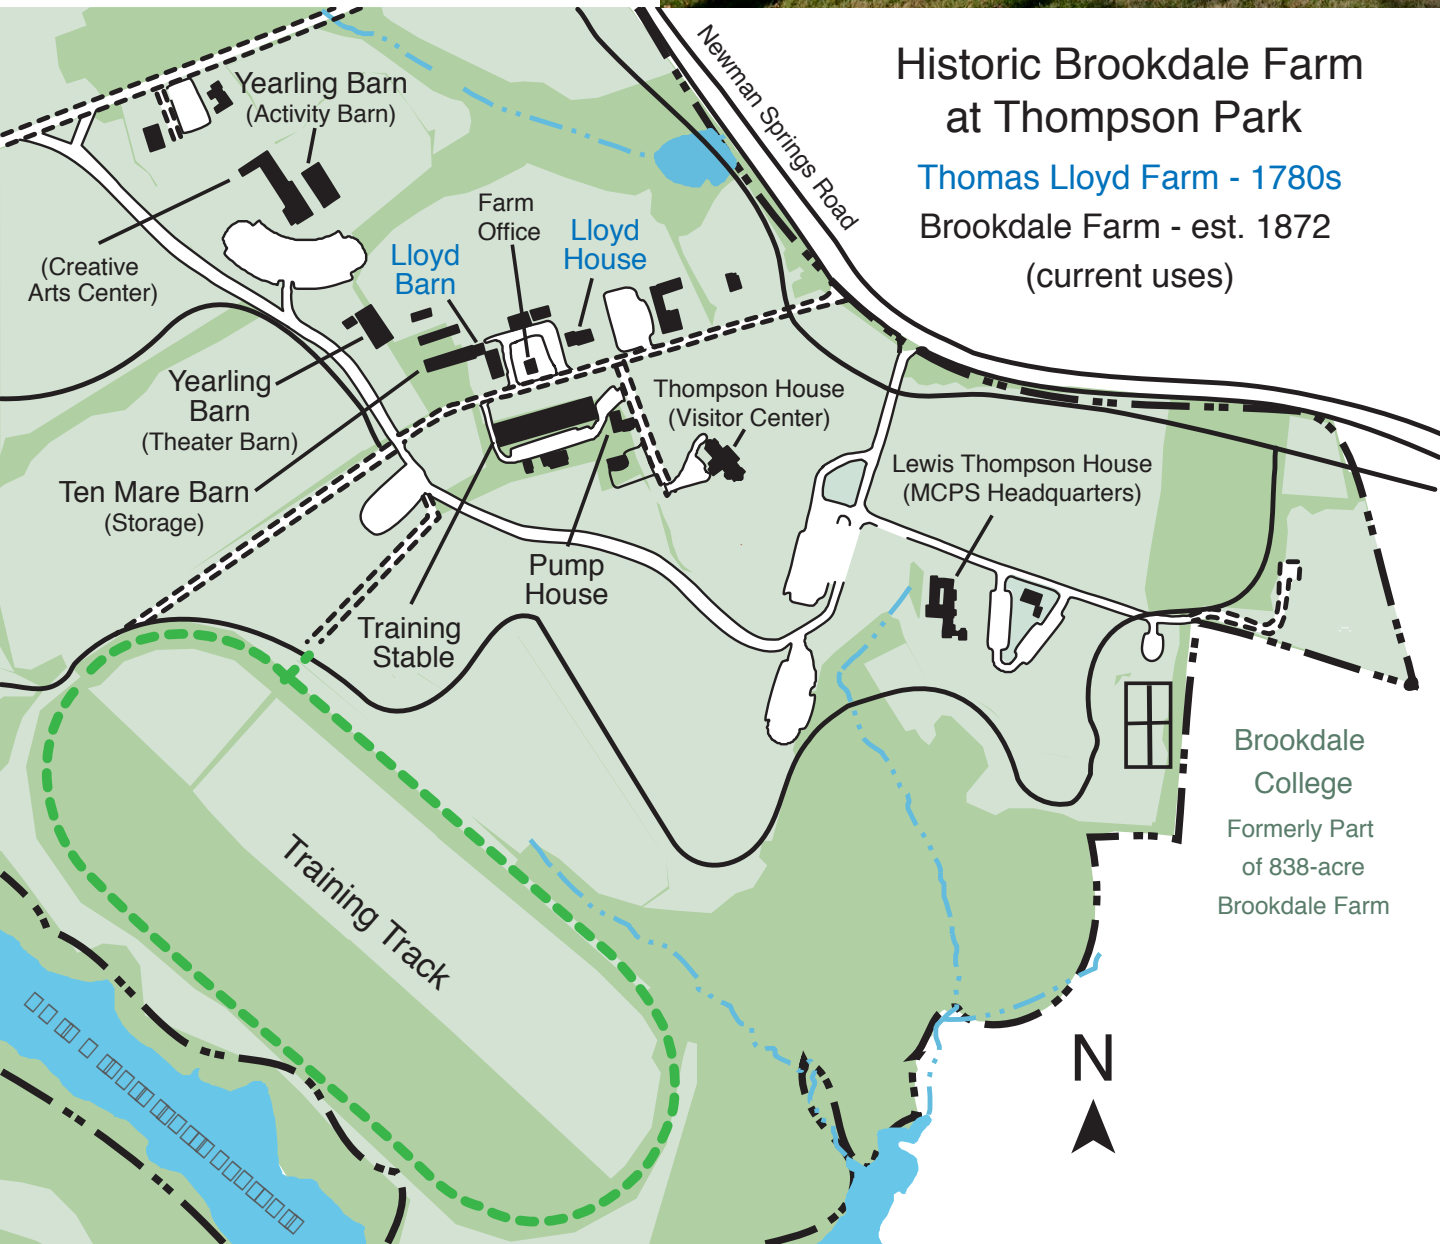 Historic Brookdale Farm
at Thompson Park
Thomas Lloyd Farm - 1780s
Brookdale Farm - est. 1872
(current uses)
Newman Springs Road
Yearling Barn
(Activity Barn)
(Creative
Arts Center)
Farm
Office
Lloyd
House
Lloyd
Barn
Yearling
Barn
(Theater Barn)
Ten Mare Barn
(Storage)
Thompson House
(Visitor Center)
Lewis Thompson House
(MCPS Headquarters)
Pump
House
Training
Stable
Training Track
Brookdale
College
Formerly Part
of 838-acre
Brookdale Farm
N